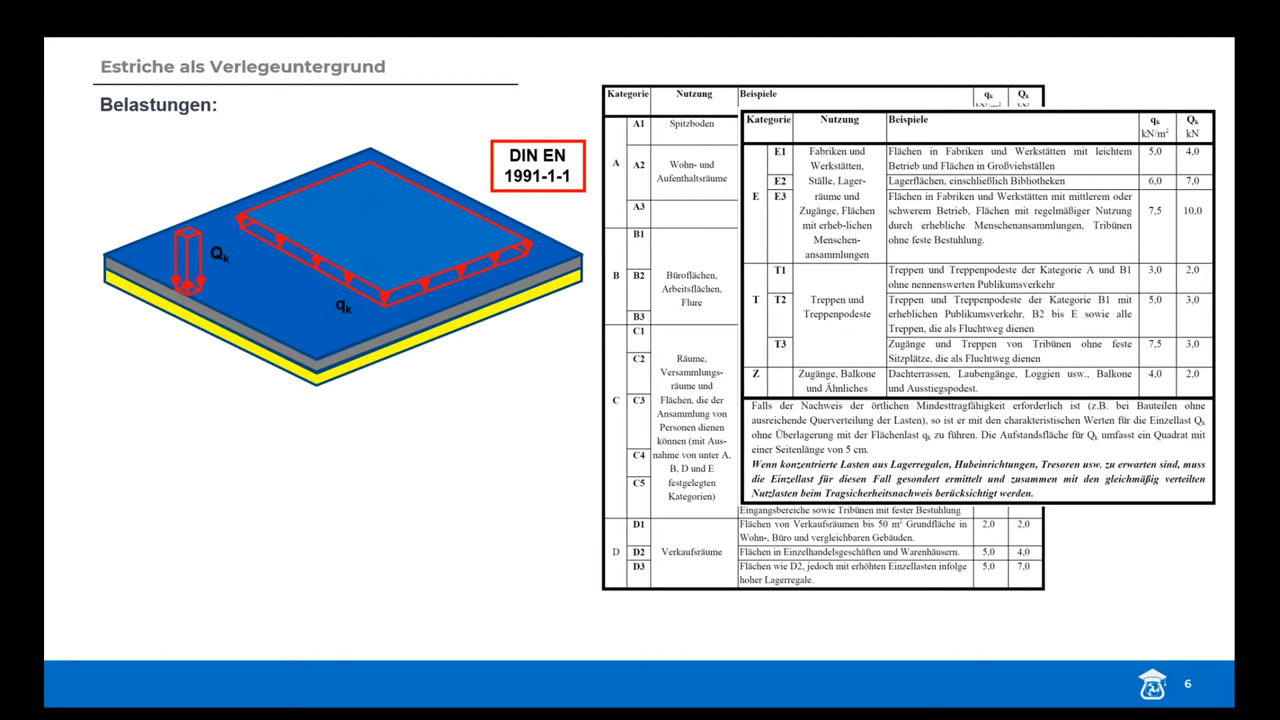 Estriche als Verlegeuntergrund
Belastungen:
DIN EN
1991-1-1
Qk
qk
Kategorie Nutzung Beispiele qk Qk
A A1 Spitzboden
A2 Wohn- und
Aufenthaltsräume
A3
B B1
B2 Büroflächen,
Arbeitsflächen,
Flure
B3
C C1
C2 Räume,
Versammlungs-
räume und
C3 Flächen, die der
Ansammlung von
Personen dienen
können (mit Aus-
C4 nahme von unter A,
B, D und E
C5 festgelegten
Kategorien)
Eingangsbereiche sowie Tribünen mit fester Bestuhlung
D D1 Flächen von Verkaufsräumen bis 50 m² Grundfläche in 2,0 2,0
Wohn-, Büro und vergleichbaren Gebäuden.
D2 Verkaufsräume Flächen in Einzelhandelsgeschäften und Warenhäusern. 5,0 4,0
D3 Flächen wie D2, jedoch mit erhöhten Einzellasten infolge 5,0 7,0
hoher Lagerregale.
Kategorie Nutzung Beispiele qk Qk
kN/m² kN
E E1 Fabriken und Flächen in Fabriken und Werkstätten mit leichtem 5,0 4,0
Werkstätten, Betrieb und Flächen in Großviehställen
E2 Ställe, Lager- Lagerflächen, einschließlich Bibliotheken 6,0 7,0
E3 räume und Flächen in Fabriken und Werkstätten mit mittlerem oder
Zugänge, Flächen schwerem Betrieb, Flächen mit regelmäßiger Nutzung 7,5 10,0
mit erheb-lichen durch erhebliche Menschenansammlungen, Tribünen
Menschen- ohne feste Bestuhlung.
ansammlungen
T T1 Treppen und Treppenpodeste der Kategorie A und B1 3,0 2,0
ohne nennenswerten Publikumsverkehr
T2 Treppen und Treppen und Treppenpodeste der Kategorie B1 mit 5,0 3,0
Treppenpodeste erheblichen Publikumsverkehr, B2 bis E sowie alle
Treppen, die als Fluchtweg dienen
T3 Zugänge und Treppen von Tribünen ohne feste 7,5 3,0
Sitzplätze, die als Fluchtweg dienen
Z Zugänge, Balkone Dachterrassen, Laubengänge, Loggien usw., Balkone 4,0 2,0
und Ähnliches und Ausstiegspodest.
Falls der Nachweis der örtlichen Mindesttragfähigkeit erforderlich ist (z.B. bei Bauteilen ohne
ausreichende Querverteilung der Lasten), so ist er mit den charakteristischen Werten für die Einzellast Qk
ohne Überlagerung mit der Flächenlast qk zu führen. Die Aufstandsfläche für Qk umfasst ein Quadrat mit
einer Seitenlänge von 5 cm.
Wenn konzentrierte Lasten aus Lagerregalen, Hubeinrichtungen, Tresoren usw. zu erwarten sind, muss
die Einzellast für diesen Fall gesondert ermittelt und zusammen mit den gleichmäßig verteilten
Nutzlasten beim Tragsicherheitsnachweis berücksichtigt werden.
6